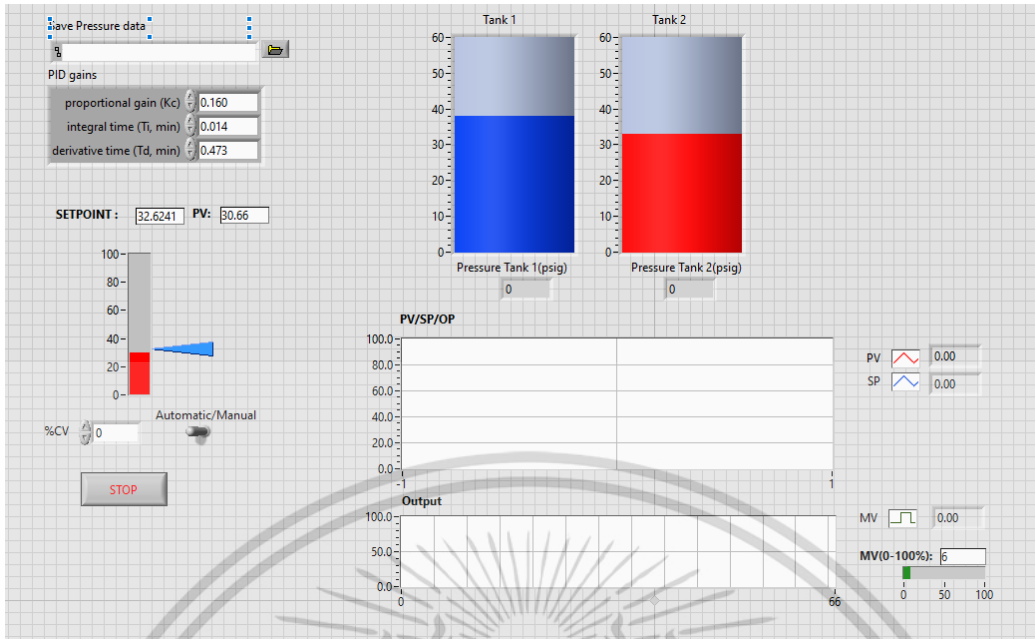 Save Pressure data
PID gains
proportional gain (Kc) 0.160
integral time (Ti, min) 0.014
derivative time (Td, min) 0.473
SETPOINT : 32.6241 PV: 30.66
100
80
60
40
20
0
%CV 0
Automatic/Manual
STOP
Tank 1
60
50
40
30
20
10
0
Pressure Tank 1(psig)
0
Tank 2
60
50
40
30
20
10
0
Pressure Tank 2(psig)
0
PV/SP/OP
100.0
80.0
60.0
40.0
20.0
0.0
-1 1
PV 0.00
SP 0.00
Output
100.0
50.0
0.0
0 66
MV 0.00
MV(0-100%): 6
0 50 100